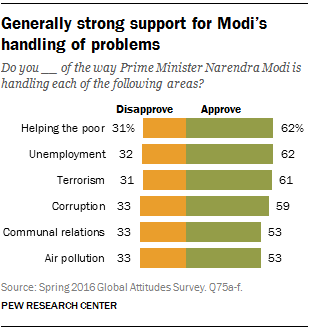 Generally strong support for Modi's
handling of problems
Do you __ of the way Prime Minister Narendra Modi is
handling each of the following areas?
Disapprove Approve
Helping the poor 31% 62%
Unemployment 32 62
Terrorism 31 61
Corruption 33 59
Communal relations 33 53
Air pollution 33 53
Source: Spring 2016 Global Attitudes Survey. Q75a-f.
PEW RESEARCH CENTER